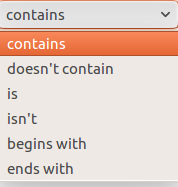 contains
contains
doesn't contain
is
isn't
begins with
ends with